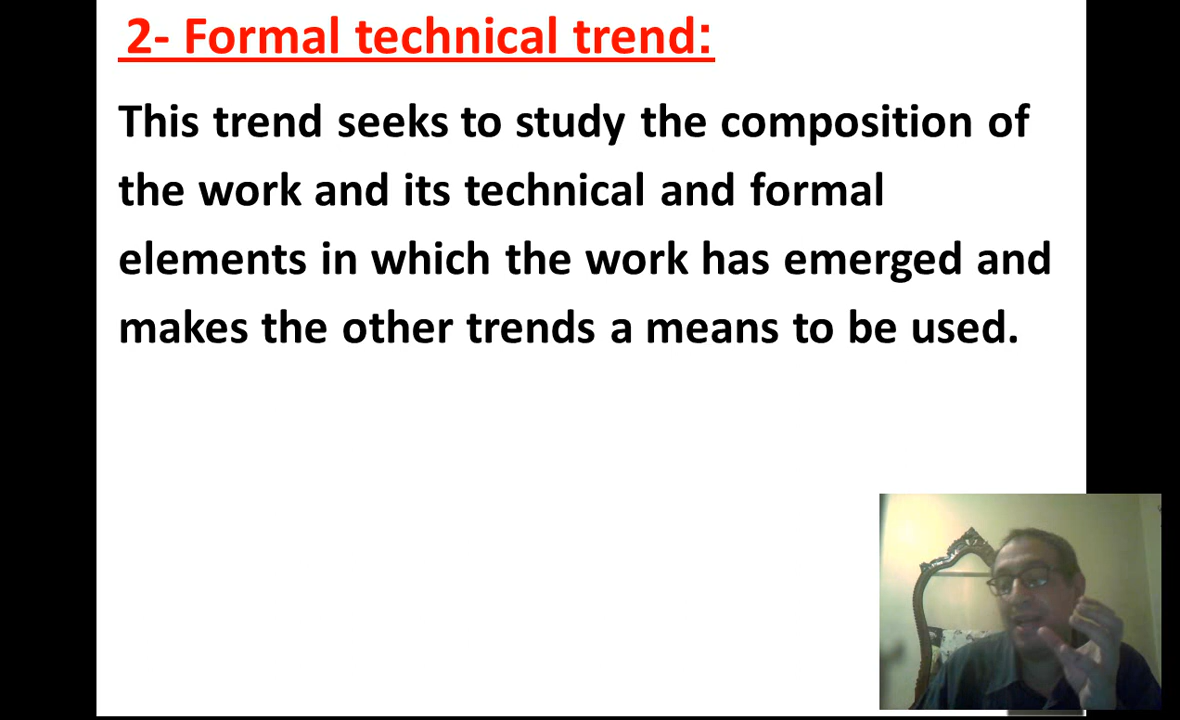 2- Formal technical trend:
This trend seeks to study the composition of
the work and its technical and formal
elements in which the work has emerged and
makes the other trends a means to be used.